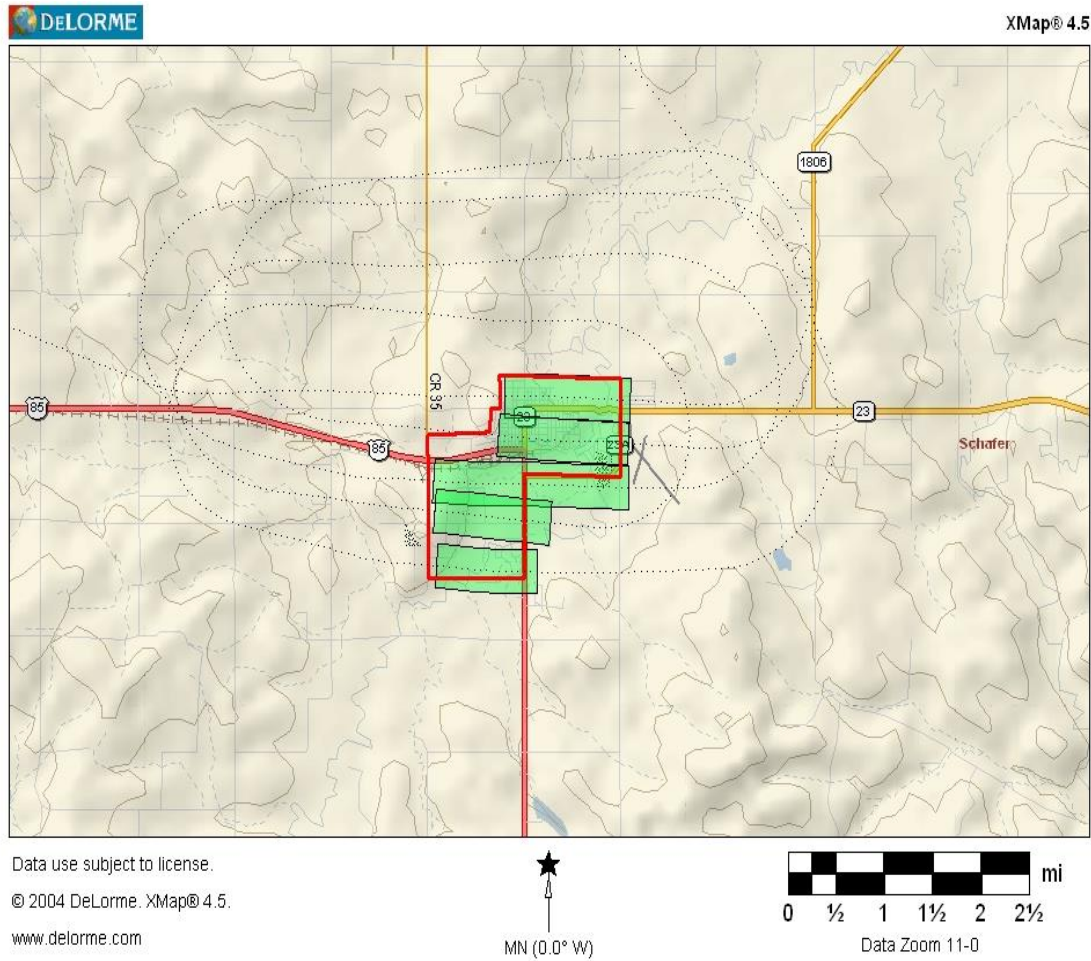 DELORME
XMap® 4.5
1806
CR 35
85
23
23
85
23A
Schafer
Data use subject to license.
© 2004 DeLorme. XMap® 4.5.
www.delorme.com
MN (0.0° W)
mi
0 ½ 1 1½ 2 2½
Data Zoom 11-0